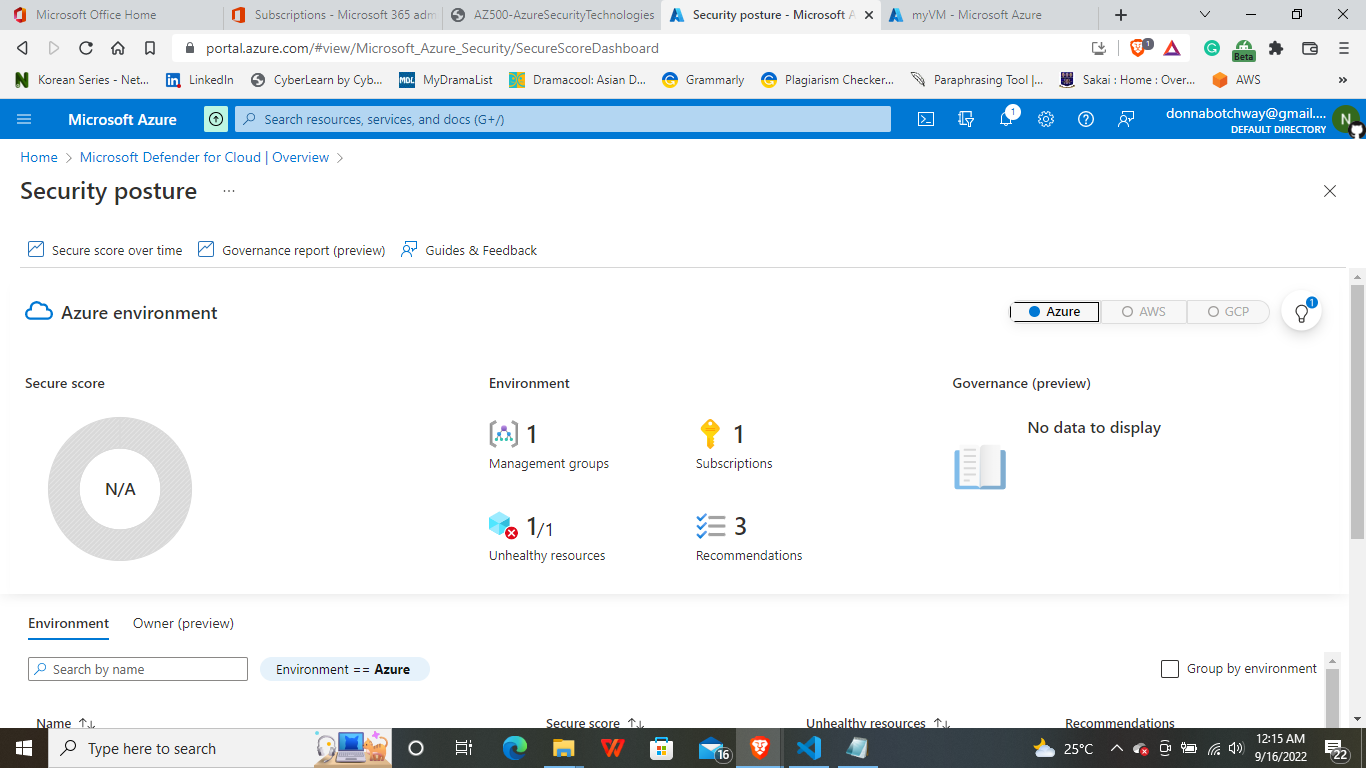 Microsoft Office Home
Subscriptions - Microsoft 365 adm
AZ500-AzureSecurityTechnologies
Security posture - Microsoft A
myVM - Microsoft Azure
portal.azure.com/#view/Microsoft_Azure_Security/SecureScoreDashboard
1
Beta
Korean Series - Net...
LinkedIn
CyberLearn by Cyb...
MDL MyDramaList
Dramacool: Asian D...
Grammarly
Plagiarism Checker...
Paraphrasing Tool |...
Sakai : Home : Over...
AWS
»
Microsoft Azure
Search resources, services, and docs (G+/)
1
donnabotchway@gmail....
DEFAULT DIRECTORY
N
Home > Microsoft Defender for Cloud | Overview >
Security posture ...
Secure score over time
Governance report (preview)
Guides & Feedback
Azure environment
Azure
AWS
GCP
1
Secure score
Environment
Governance (preview)
N/A
1
Management groups
1
Subscriptions
No data to display
1/1
Unhealthy resources
3
Recommendations
Environment
Owner (preview)
Search by name
Environment == Azure
Group by environment
Name ↑↓
Secure score ↑↓
Unhealthy resources ↑↓
Recommendations
Type here to search
16
25°C
12:15 AM
9/16/2022
22